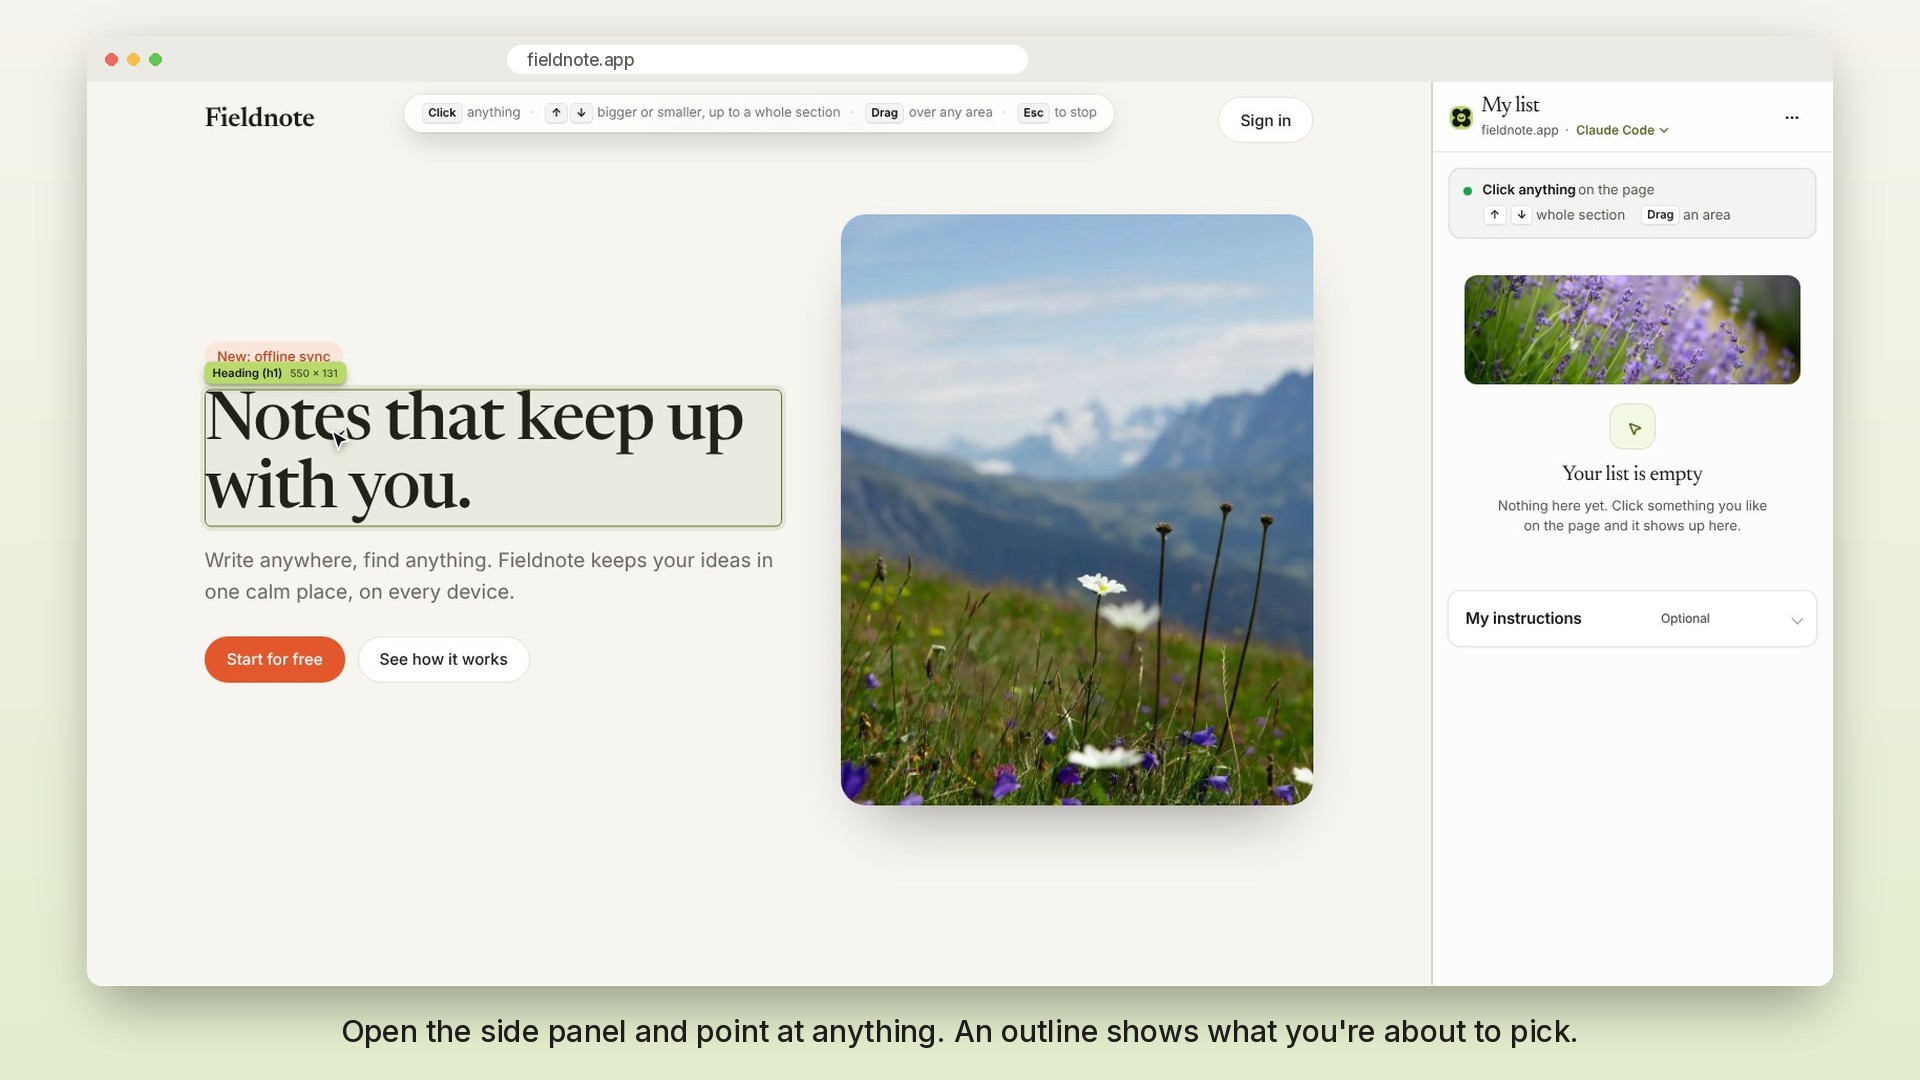 fieldnote.app
Fieldnote
Click anything · ↑ ↓ bigger or smaller, up to a whole section · Drag over any area · Esc to stop
Sign in
New: offline sync
Heading (h1) 550 × 131
Notes that keep up
with you.
Write anywhere, find anything. Fieldnote keeps your ideas in
one calm place, on every device.
Start for free
See how it works
My list
fieldnote.app · Claude Code
Click anything on the page
↑ ↓ whole section Drag an area
Your list is empty
Nothing here yet. Click something you like
on the page and it shows up here.
My instructions Optional
Open the side panel and point at anything. An outline shows what you're about to pick.